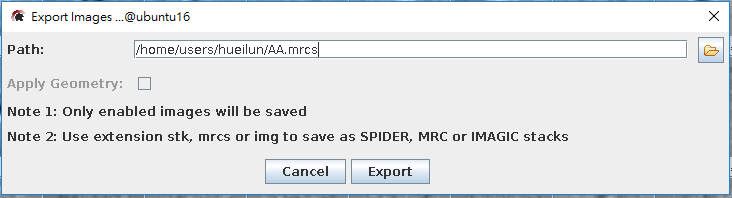 Export Images ...@ubuntu16
Path: /home/users/hueilun/AA.mrcs
Apply Geometry:
Note 1: Only enabled images will be saved
Note 2: Use extension stk, mrcs or img to save as SPIDER, MRC or IMAGIC stacks
Cancel Export